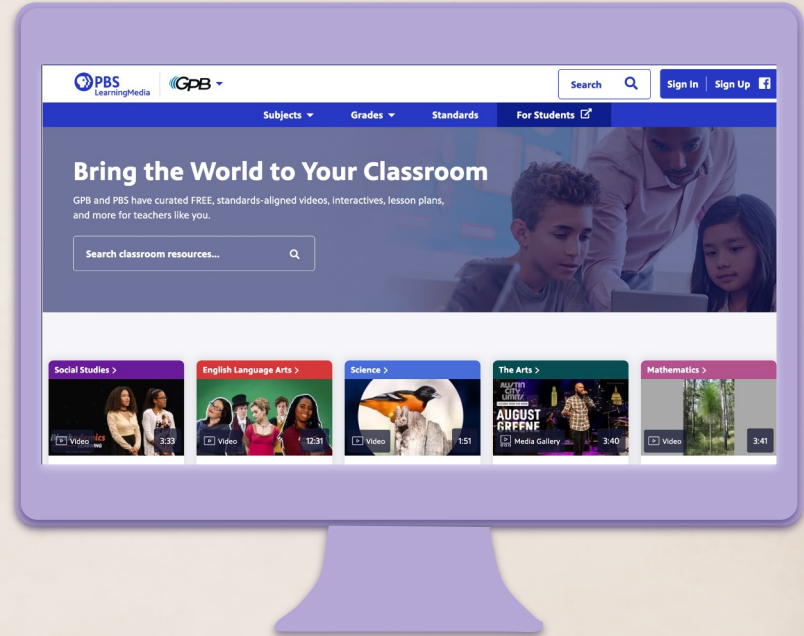 PBS
LearningMedia
GPB
Search
Sign In
Sign Up
Subjects
Grades
Standards
For Students
Bring the World to Your Classroom
GPB and PBS have curated FREE, standards-aligned videos, interactives, lesson plans,
and more for teachers like you.
Search classroom resources...
Social Studies >
Video
3:33
English Language Arts >
Video
12:31
Science >
Video
1:51
The Arts >
AUSTIN
CITY
LIMITS
AUGUST
GREENE
Media Gallery
3:40
Mathematics >
Video
3:41